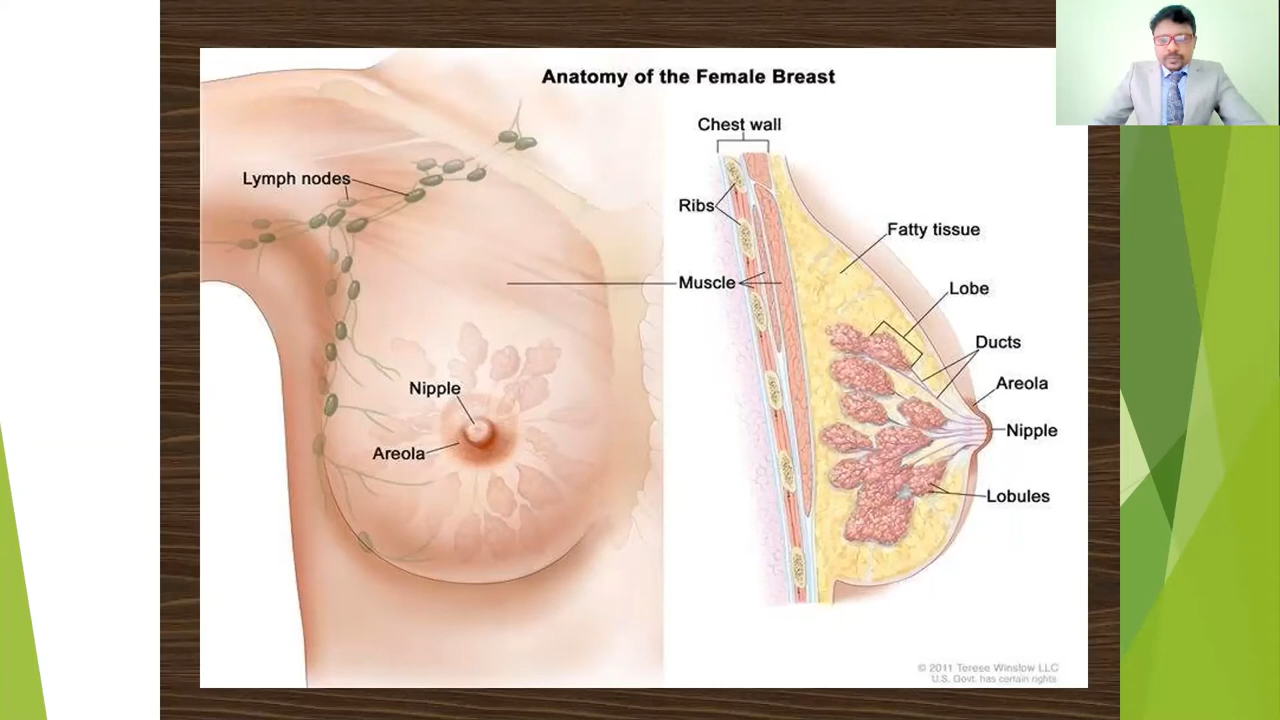 Anatomy of the Female Breast
Lymph nodes
Nipple
Areola
Chest wall
Ribs
Muscle
Fatty tissue
Lobe
Ducts
Areola
Nipple
Lobules
© 2011 Terese Winslow LLC
U.S. Govt. has certain rights